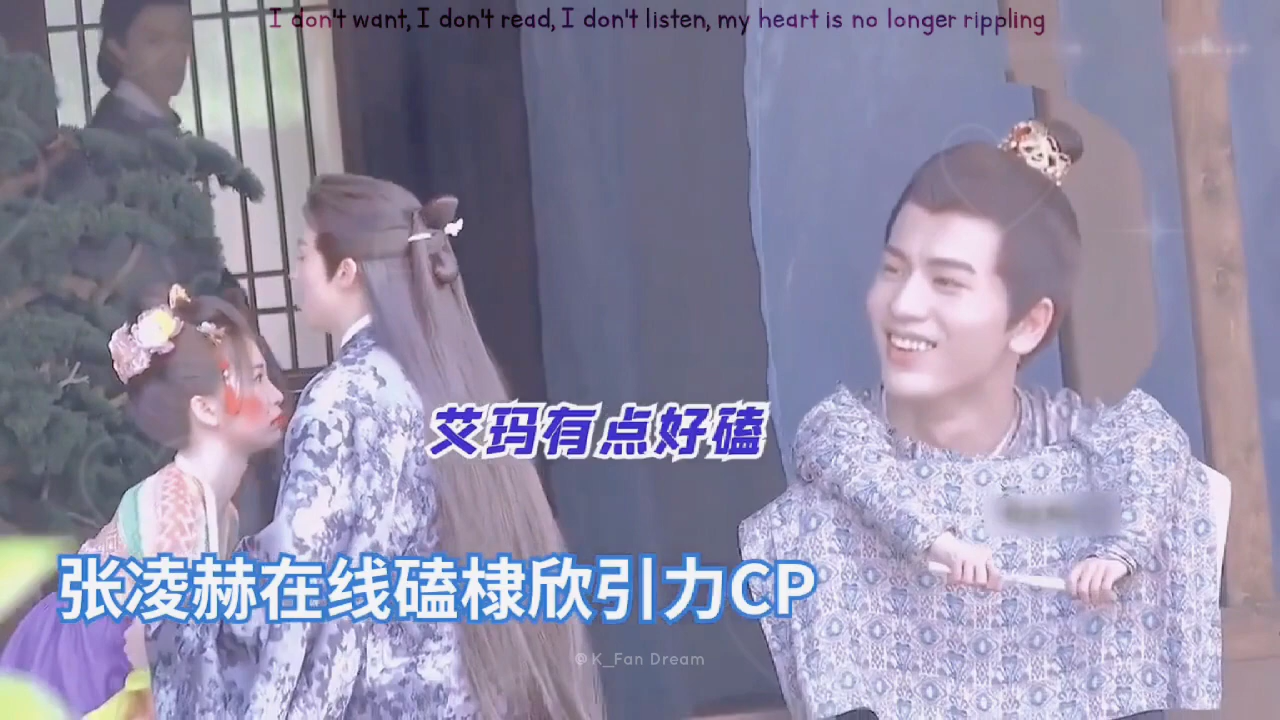 I don't want, I don't read, I don't listen, my heart is no longer rippling
艾玛有点好磕
张凌赫在线磕棣欣引力CP
@K_Fan Dream